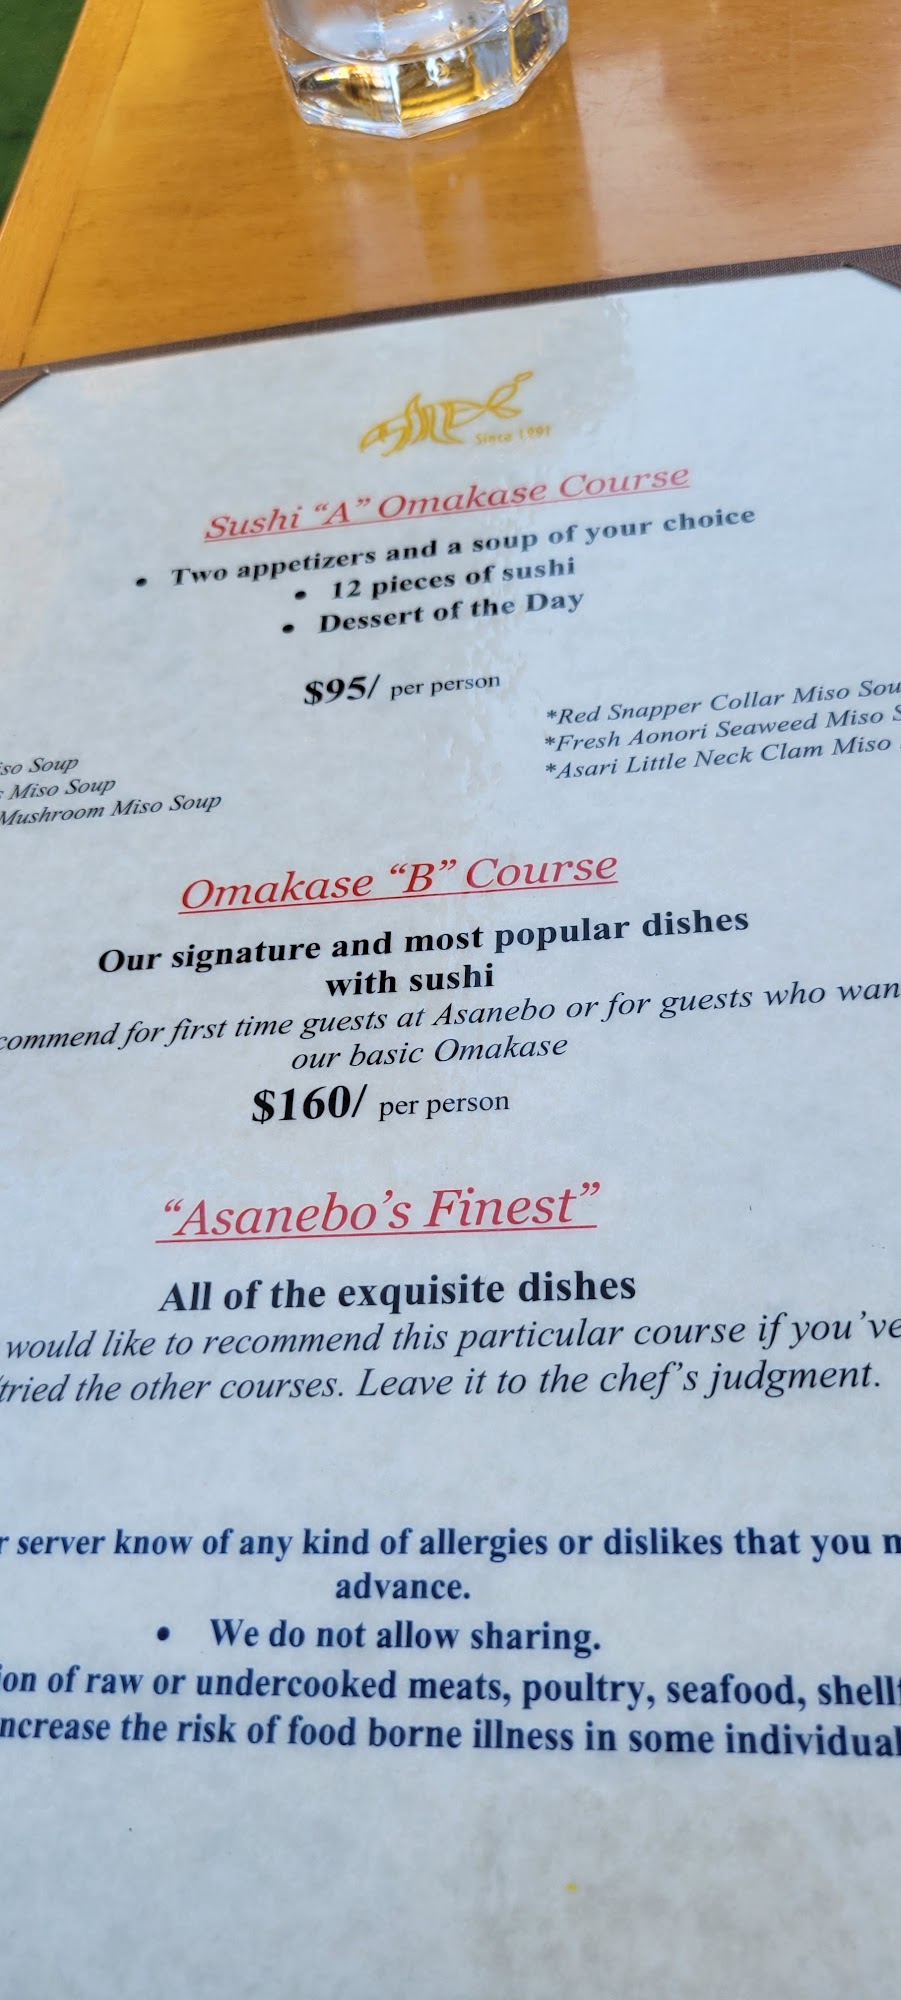 Since 1991
Sushi "A" Omakase Course
• Two appetizers and a soup of your choice
• 12 pieces of sushi
• Dessert of the Day
$95/ per person
Soup
Miso Soup
Mushroom Miso Soup
*Red Snapper Collar Miso
*Fresh Aonori Seaweed Miso
*Asari Little Neck Clam Miso
Omakase "B" Course
Our signature and most popular dishes
with sushi
for first time guests at Asanebo or for guests who
our basic Omakase
$160/ per person
"Asanebo's Finest"
All of the exquisite dishes
would like to recommend this particular course if you've
tried the other courses. Leave it to the chef's judgment.
server know of any kind of allergies or dislikes that you
advance.
• We do not allow sharing.
of raw or undercooked meats, poultry, seafood,
the risk of food borne illness in some